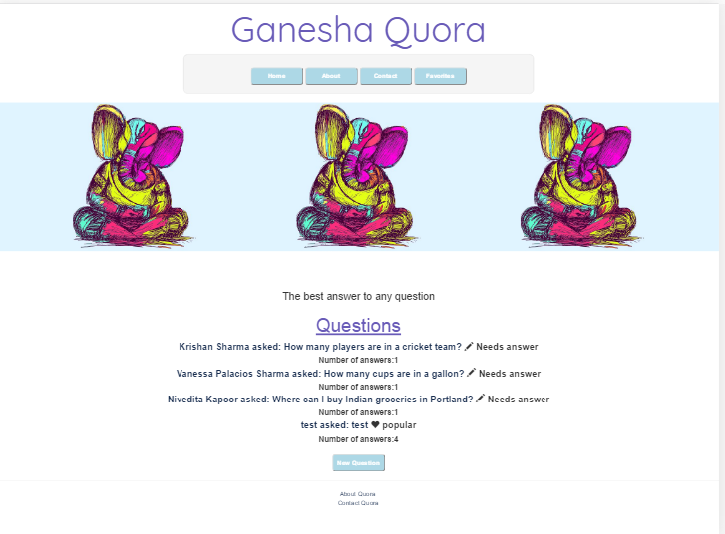 Ganesha Quora
Home About Contact Favorites
The best answer to any question
Questions
Krishan Sharma asked: How many players are in a cricket team? Needs answer
Number of answers:1
Vanessa Palacios Sharma asked: How many cups are in a gallon? Needs answer
Number of answers:1
Nivedita Kapoor asked: Where can I buy Indian groceries in Portland? Needs answer
Number of answers:1
test asked: test popular
Number of answers:4
New Question
About Quora
Contact Quora